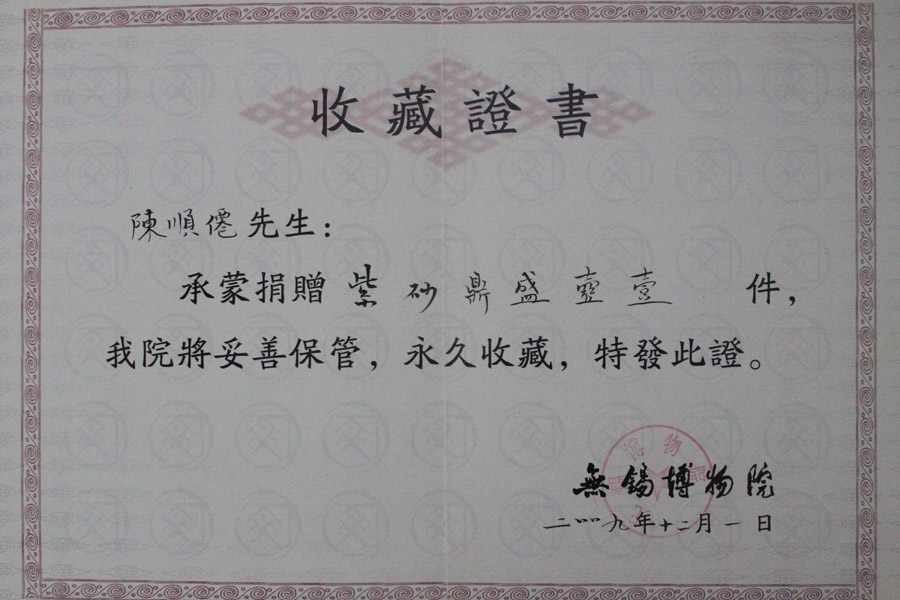 收藏證書
陳順僊先生：
承蒙捐贈紫砂鼎盛壺壹件，
我院將妥善保管，永久收藏，特發此證。
無錫博物院
二〇〇九年十二月一日